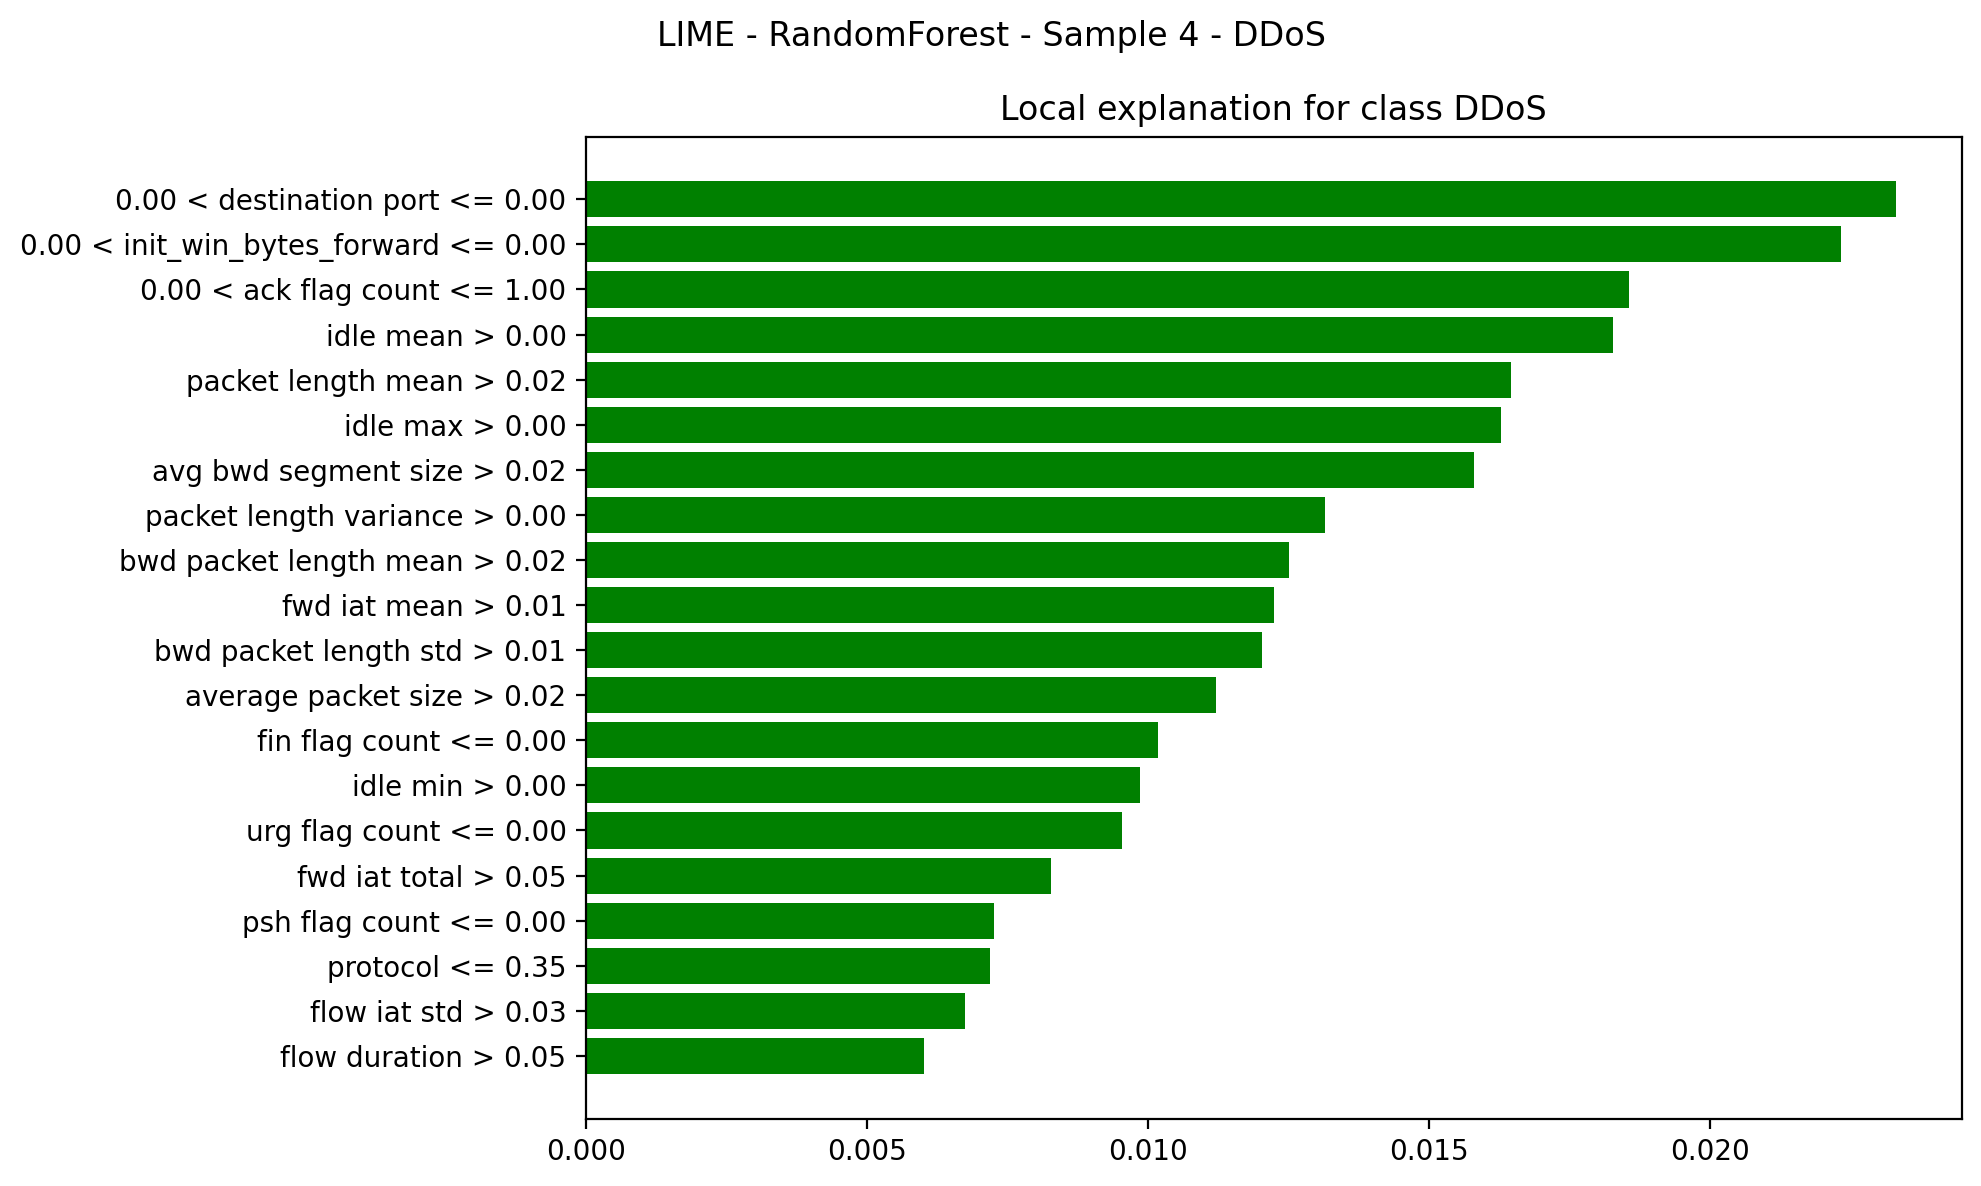 LIME - RandomForest - Sample 4 - DDoS
Local explanation for class DDoS
0.00 < destination port <= 0.00
0.00 < init_win_bytes_forward <= 0.00
0.00 < ack flag count <= 1.00
idle mean > 0.00
packet length mean > 0.02
idle max > 0.00
avg bwd segment size > 0.02
packet length variance > 0.00
bwd packet length mean > 0.02
fwd iat mean > 0.01
bwd packet length std > 0.01
average packet size > 0.02
fin flag count <= 0.00
idle min > 0.00
urg flag count <= 0.00
fwd iat total > 0.05
psh flag count <= 0.00
protocol <= 0.35
flow iat std > 0.03
flow duration > 0.05
0.000 0.005 0.010 0.015 0.020